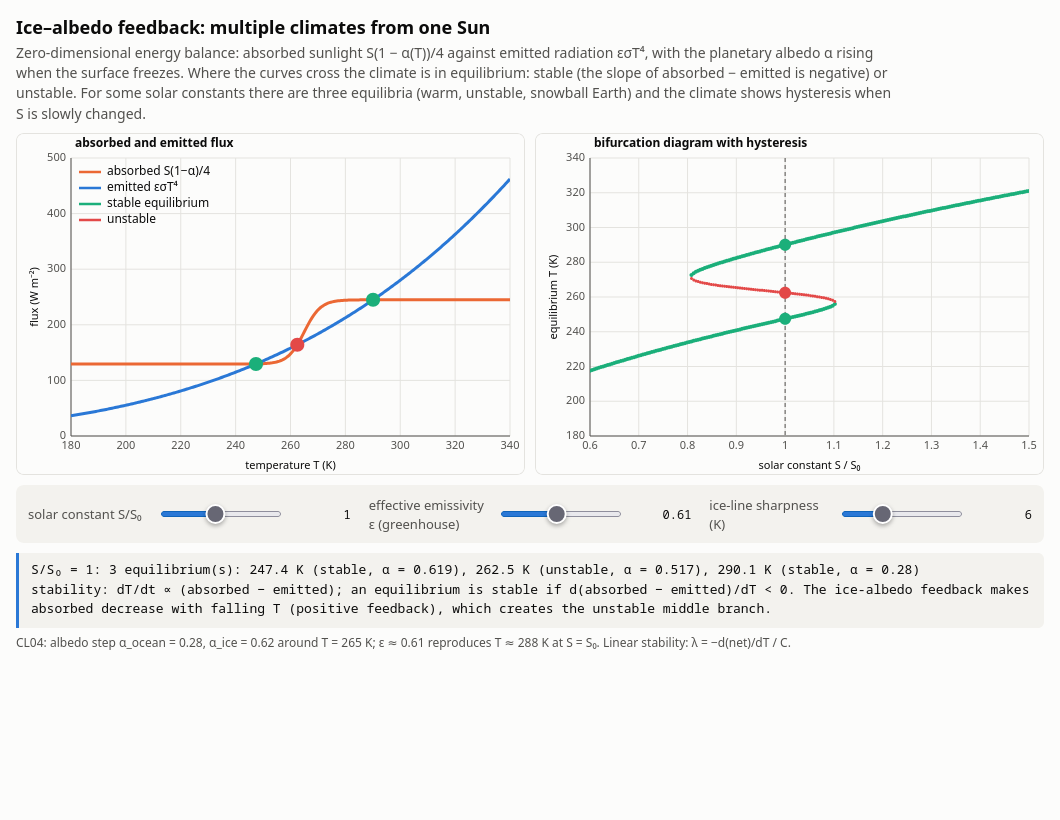 Ice–albedo feedback: multiple climates from one Sun
Zero-dimensional energy balance: absorbed sunlight S(1 − α(T))/4 against emitted radiation εσT⁴, with the planetary albedo α rising
when the surface freezes. Where the curves cross the climate is in equilibrium: stable (the slope of absorbed − emitted is negative) or
unstable. For some solar constants there are three equilibria (warm, unstable, snowball Earth) and the climate shows hysteresis when
S is slowly changed.
absorbed and emitted flux
500
400
300
200
100
0
flux (W m⁻²)
absorbed S(1−α)/4
emitted εσT⁴
stable equilibrium
unstable
180 200 220 240 260 280 300 320 340
temperature T (K)
bifurcation diagram with hysteresis
340
320
300
280
260
240
220
200
180
equilibrium T (K)
0.6 0.7 0.8 0.9 1 1.1 1.2 1.3 1.4 1.5
solar constant S / S₀
solar constant S/S₀ 1
effective emissivity
ε (greenhouse) 0.61
ice-line sharpness
(K) 6
S/S₀ = 1: 3 equilibrium(s): 247.4 K (stable, α = 0.619), 262.5 K (unstable, α = 0.517), 290.1 K (stable, α = 0.28)
stability: dT/dt ∝ (absorbed − emitted); an equilibrium is stable if d(absorbed − emitted)/dT < 0. The ice-albedo feedback makes
absorbed decrease with falling T (positive feedback), which creates the unstable middle branch.
CL04: albedo step α_ocean = 0.28, α_ice = 0.62 around T = 265 K; ε ≈ 0.61 reproduces T ≈ 288 K at S = S₀. Linear stability: λ = −d(net)/dT / C.